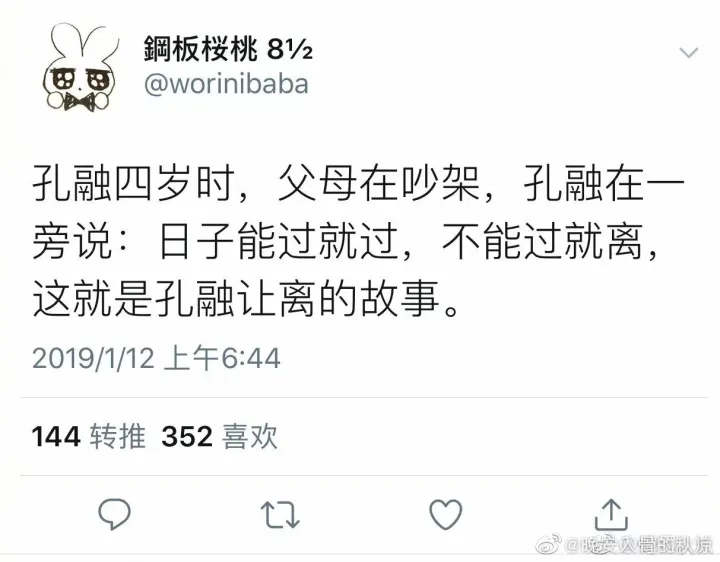 鋼板桜桃 8½
@worinibaba
孔融四岁时，父母在吵架，孔融在一
旁说：日子能过就过，不能过就离，
这就是孔融让离的故事。
2019/1/12 上午6:44
144 转推 352 喜欢